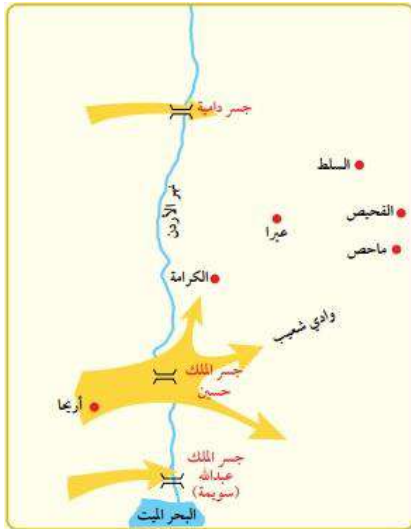 جسر دامية
السلط
الفحيص
عيرا
ماحص
نهر الأردن
الكرامة
وادي شعيب
جسر الملك
حسين
أريحا
جسر الملك
عبدالله
(سويمة)
البحر الميت